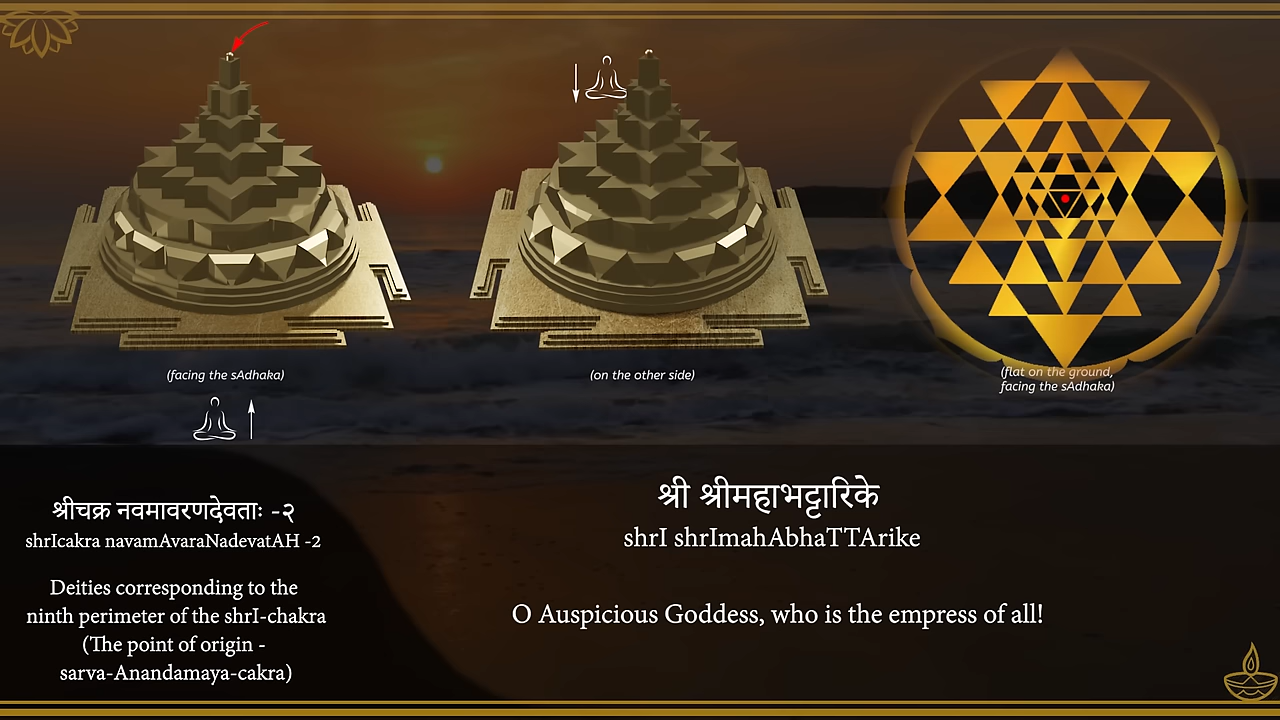 (facing the sAdhaka)
(on the other side)
(flat on the ground,
facing the sAdhaka)
श्रीचक्र नवमावरणदेवताः -२
shrIcakra navamAvaraNadevatAH -2
Deities corresponding to the
ninth perimeter of the shrI-chakra
(The point of origin -
sarva-Anandamaya-cakra)
श्री श्रीमहाभट्टारिके
shrI shrImahAbhaTTArike
O Auspicious Goddess, who is the empress of all!